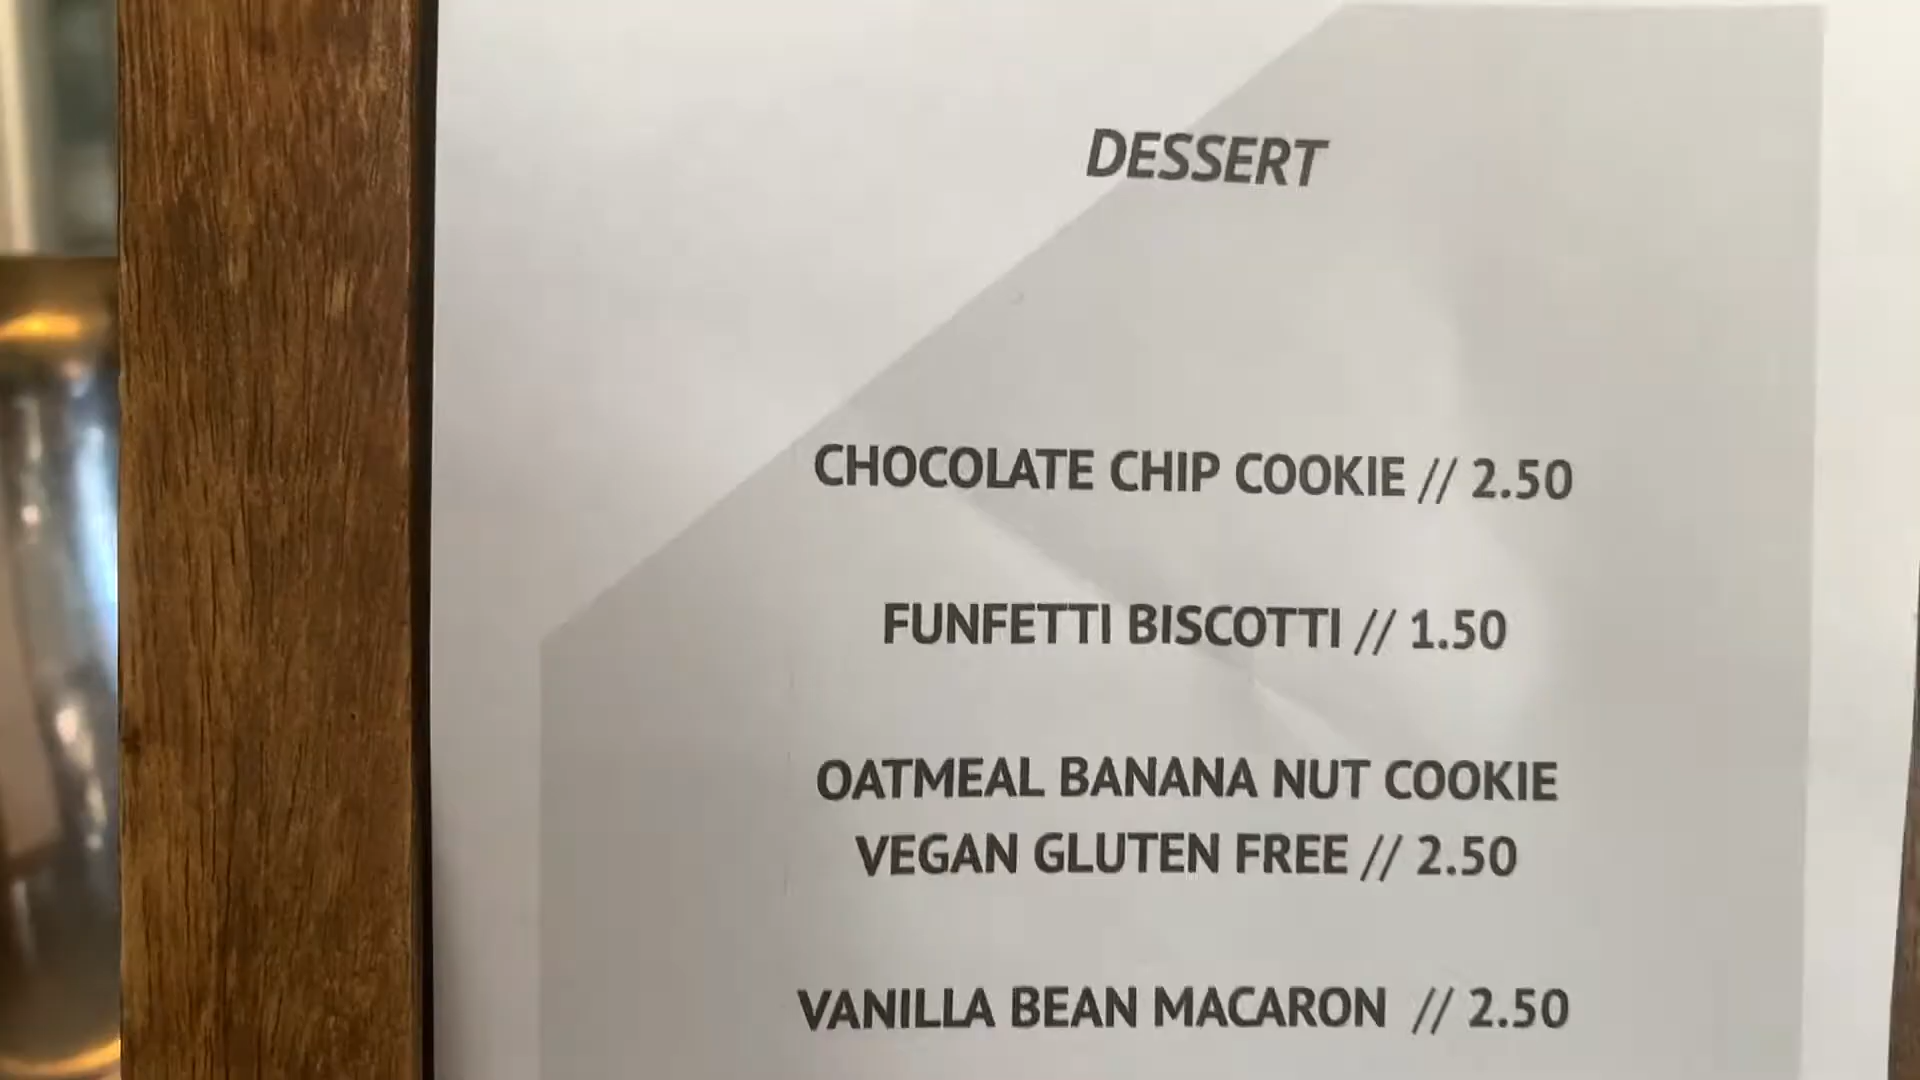 DESSERT
CHOCOLATE CHIP COOKIE // 2.50
FUNFETTI BISCOTTI // 1.50
OATMEAL BANANA NUT COOKIE
VEGAN GLUTEN FREE // 2.50
VANILLA BEAN MACARON // 2.50